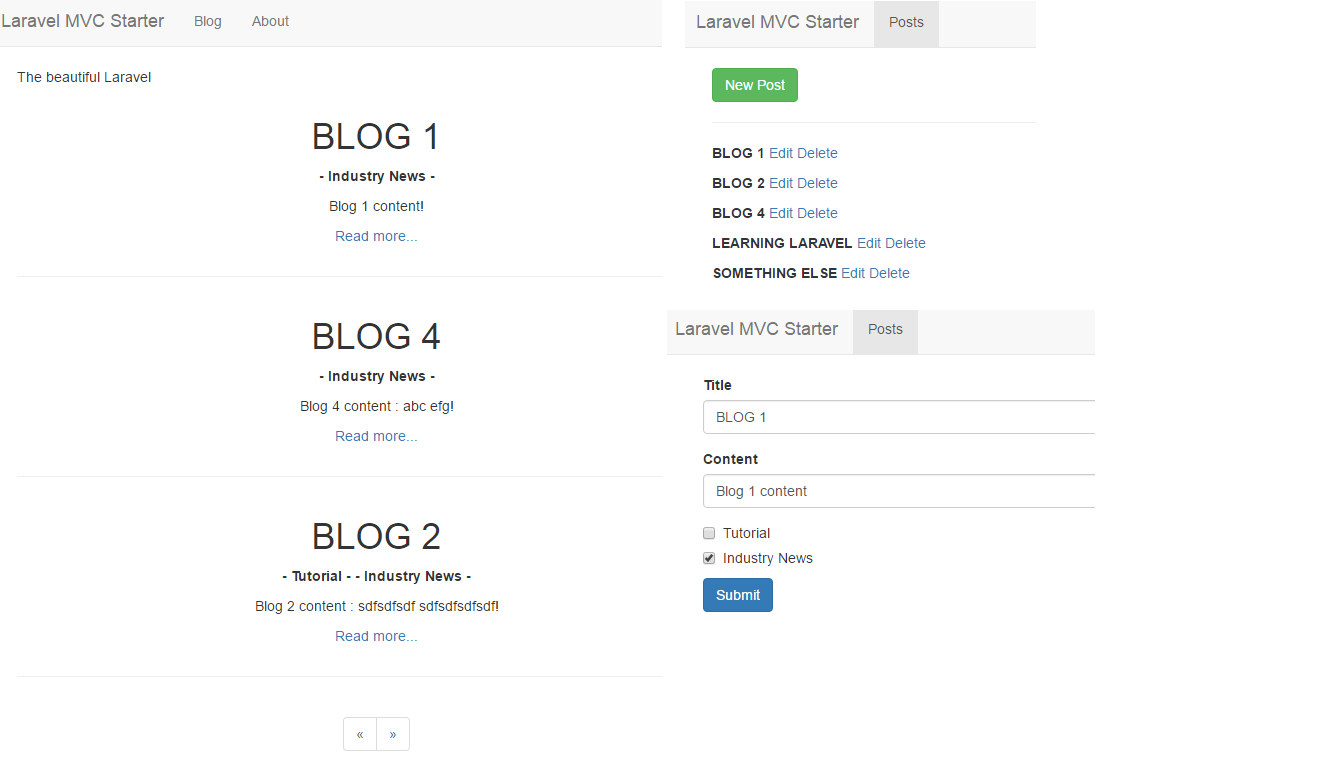 Laravel MVC Starter Blog About
The beautiful Laravel
BLOG 1
- Industry News -
Blog 1 content!
Read more...
BLOG 4
- Industry News -
Blog 4 content : abc efg!
Read more...
BLOG 2
- Tutorial - - Industry News -
Blog 2 content : sdfsdfsdf sdfsdfsdfsdf!
Read more...
« »
Laravel MVC Starter Posts
New Post
BLOG 1 Edit Delete
BLOG 2 Edit Delete
BLOG 4 Edit Delete
LEARNING LARAVEL Edit Delete
SOMETHING ELSE Edit Delete
Laravel MVC Starter Posts
Title
BLOG 1
Content
Blog 1 content
Tutorial
Industry News
Submit